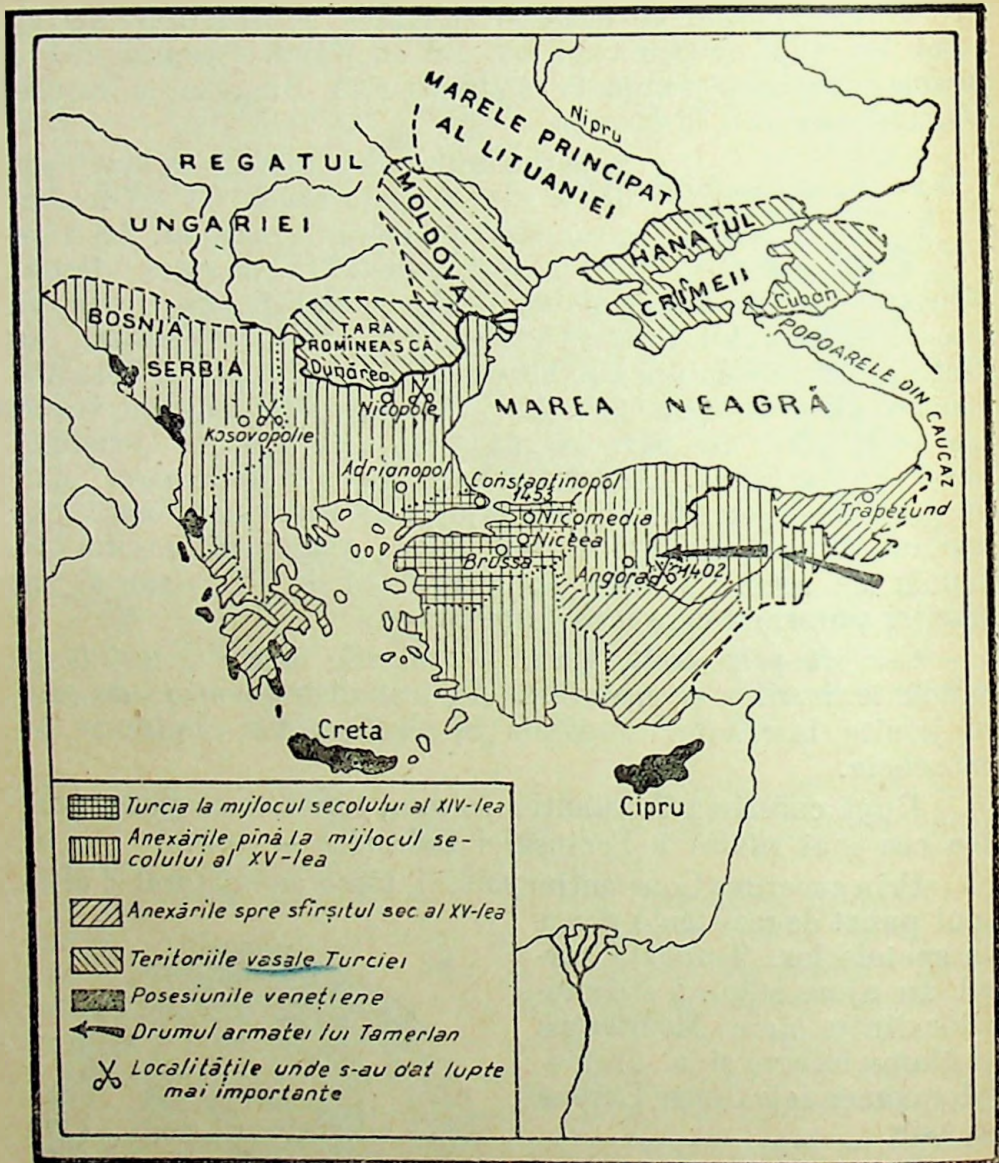 MARELE PRINCIPAT
AL LITUANIEI
Nipru
REGATUL
UNGARIEI
MOLDOVA
HANATUL
CRIMEII
Cuban
POPOARELE DIN CAUCAZ
BOSNIA
SERBIA
TARA
ROMÎNEASCĂ
Dunărea
Nicopole
Kosovopolie
MAREA NEAGRĂ
Adrianopol
Constantinopol
1453
Nicomedia
Niceea
Brussa
Angora
1402
Trapezund
Creta
Cipru
Turcia la mijlocul secolului al XIV-lea
Anexările pînă la mijlocul se-
colului al XV-lea
Anexările spre sfîrșitul sec. al XV-lea
Teritoriile vasale Turciei
Posesiunile venețiene
Drumul armatei lui Tamerlan
Localitățile unde s-au dat lupte
mai importante